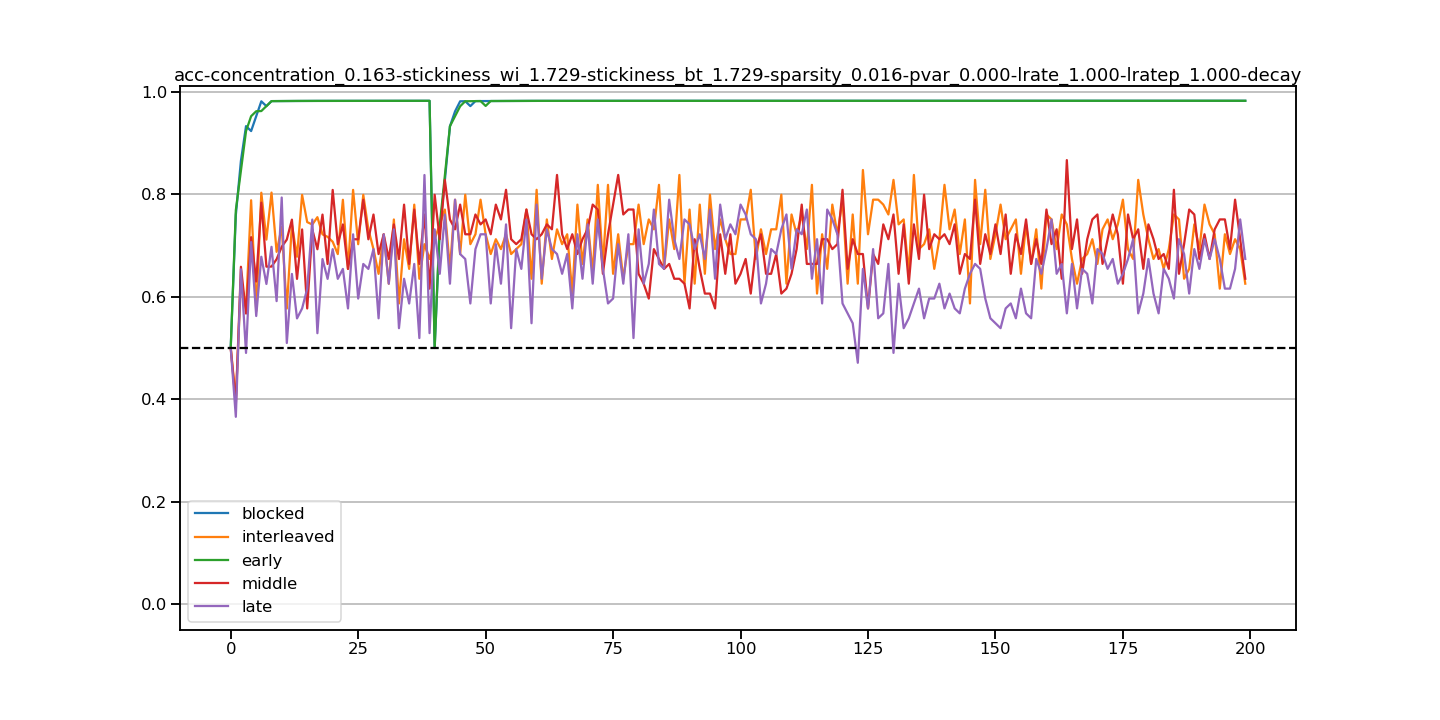 acc-concentration_0.163-stickiness_wi_1.729-stickiness_bt_1.729-sparsity_0.016-pvar_0.000-lrate_1.000-lratep_1.000-decay
1.0
0.8
0.6
0.4
0.2
0.0
blocked
interleaved
early
middle
late
0 25 50 75 100 125 150 175 200